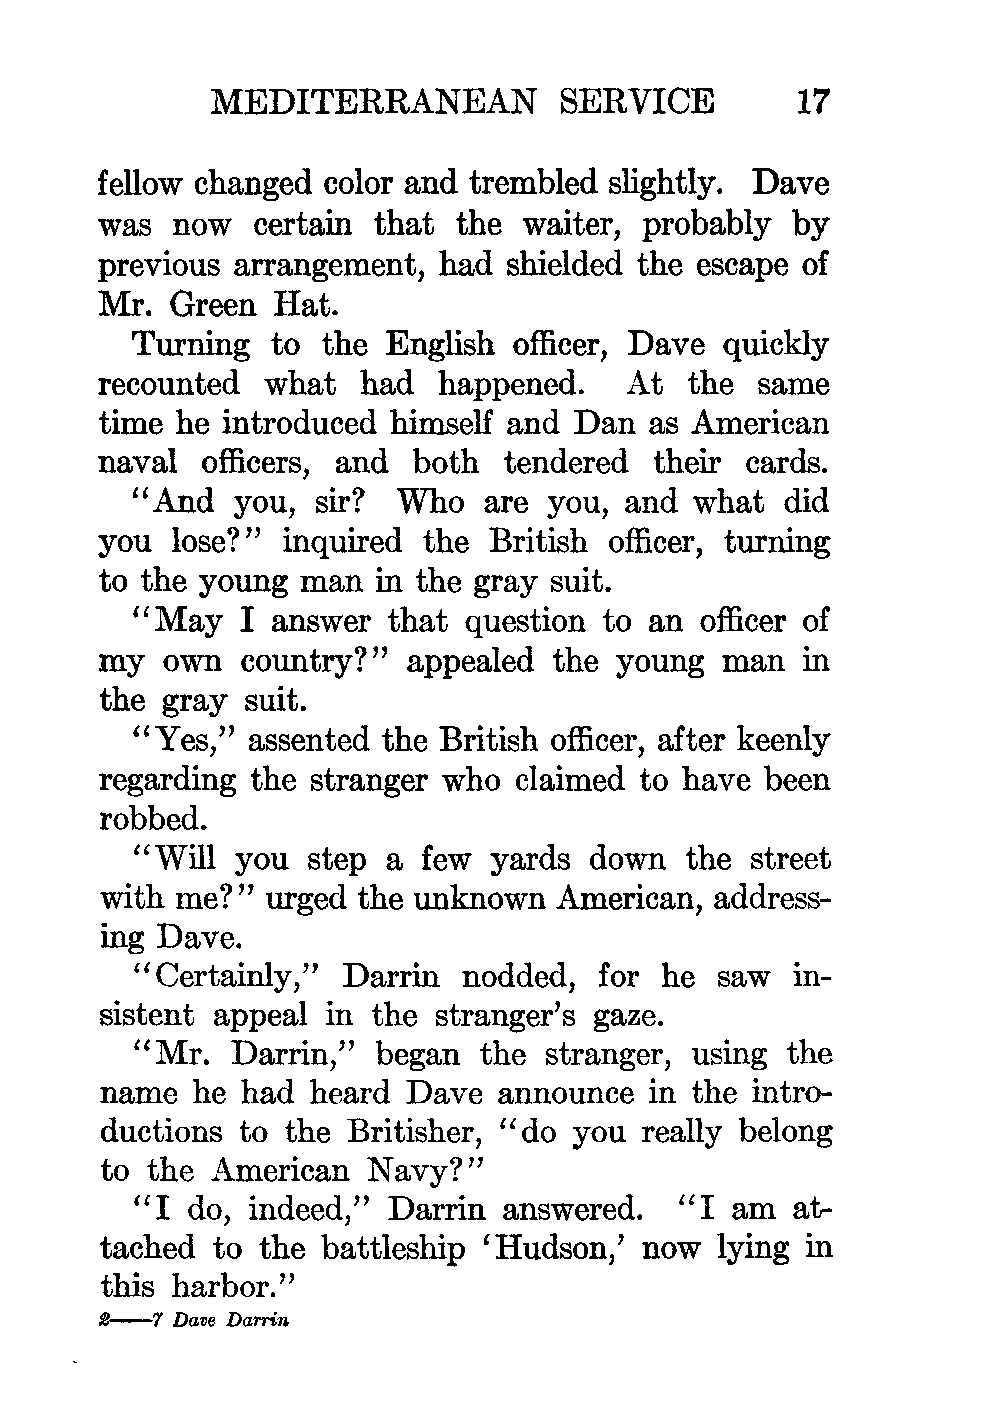 MEDITERRANEAN SERVICE 17
fellow changed color and trembled slightly. Dave
was now certain that the waiter, probably by
previous arrangement, had shielded the escape of
Mr. Green Hat.
Turning to the English officer, Dave quickly
recounted what had happened. At the same
time he introduced himself and Dan as American
naval officers, and both tendered their cards.
“And you, sir? Who are you, and what did
you lose?” inquired the British officer, turning
to the young man in the gray suit.
“May I answer that question to an officer of
my own country?” appealed the young man in
the gray suit.
“Yes,” assented the British officer, after keenly
regarding the stranger who claimed to have been
robbed.
“Will you step a few yards down the street
with me?” urged the unknown American, address-
ing Dave.
“Certainly,” Darrin nodded, for he saw in-
sistent appeal in the stranger’s gaze.
“Mr. Darrin,” began the stranger, using the
name he had heard Dave announce in the intro-
ductions to the Britisher, “do you really belong
to the American Navy?”
“I do, indeed,” Darrin answered. “I am at-
tached to the battleship ‘Hudson,’ now lying in
this harbor.”
2——7 Dave Darrin